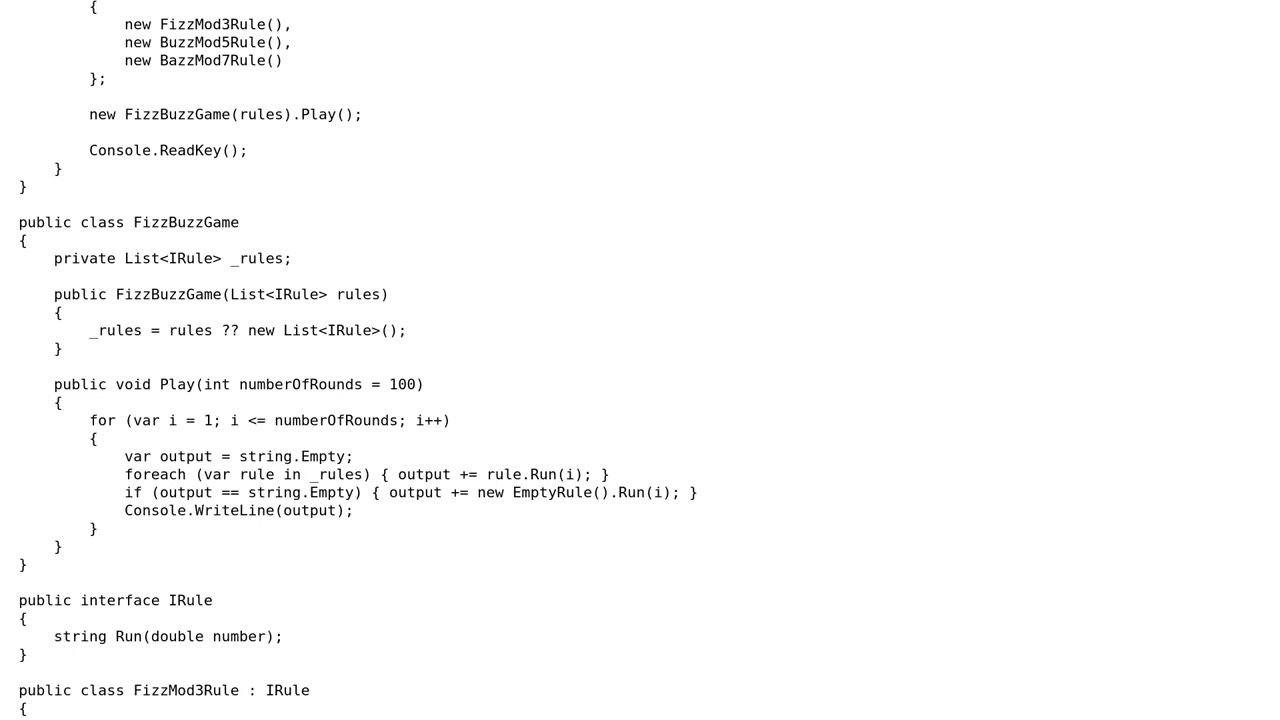 {
            new FizzMod3Rule(),
            new BuzzMod5Rule(),
            new BazzMod7Rule()
        };

        new FizzBuzzGame(rules).Play();

        Console.ReadKey();
    }
}

public class FizzBuzzGame
{
    private List<IRule> _rules;

    public FizzBuzzGame(List<IRule> rules)
    {
        _rules = rules ?? new List<IRule>();
    }

    public void Play(int numberOfRounds = 100)
    {
        for (var i = 1; i <= numberOfRounds; i++)
        {
            var output = string.Empty;
            foreach (var rule in _rules) { output += rule.Run(i); }
            if (output == string.Empty) { output += new EmptyRule().Run(i); }
            Console.WriteLine(output);
        }
    }
}

public interface IRule
{
    string Run(double number);
}

public class FizzMod3Rule : IRule
{